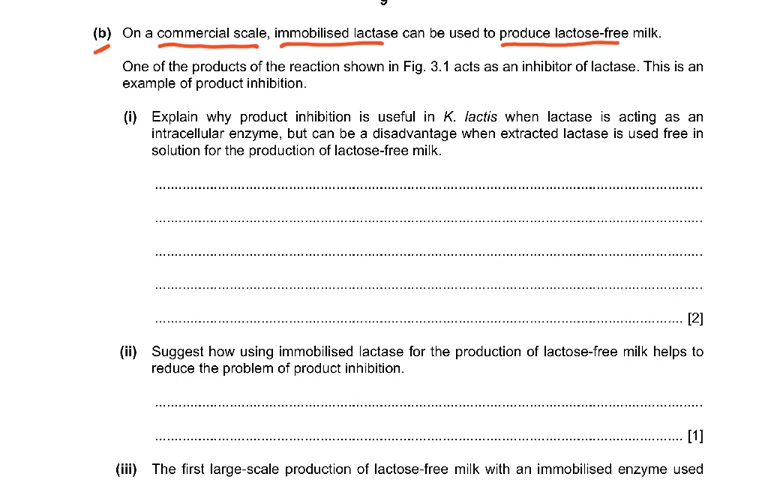 (b) On a commercial scale, immobilised lactase can be used to produce lactose-free milk.
One of the products of the reaction shown in Fig. 3.1 acts as an inhibitor of lactase. This is an
example of product inhibition.
(i) Explain why product inhibition is useful in K. lactis when lactase is acting as an
intracellular enzyme, but can be a disadvantage when extracted lactase is used free in
solution for the production of lactose-free milk.
[2]
(ii) Suggest how using immobilised lactase for the production of lactose-free milk helps to
reduce the problem of product inhibition.
[1]
(iii) The first large-scale production of lactose-free milk with an immobilised enzyme used